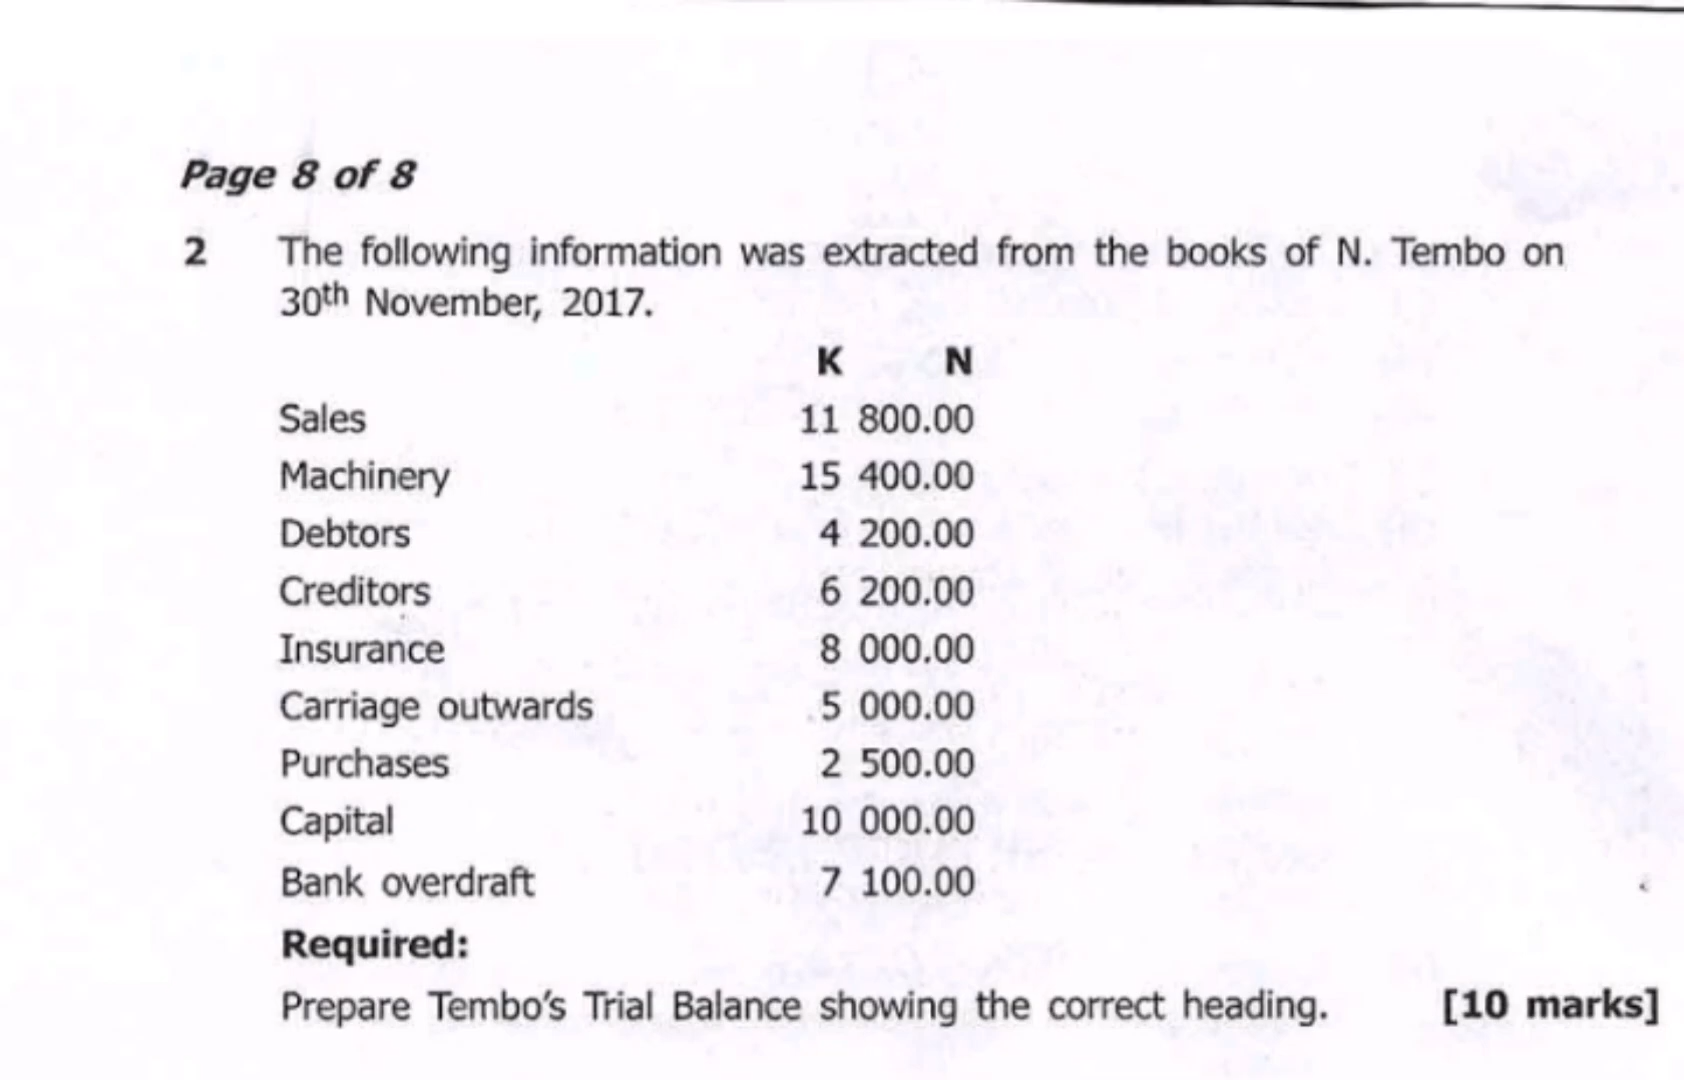 Page 8 of 8
2 The following information was extracted from the books of N. Tembo on
30th November, 2017.
K N
Sales 11 800.00
Machinery 15 400.00
Debtors 4 200.00
Creditors 6 200.00
Insurance 8 000.00
Carriage outwards 5 000.00
Purchases 2 500.00
Capital 10 000.00
Bank overdraft 7 100.00
Required:
Prepare Tembo's Trial Balance showing the correct heading. [10 marks]